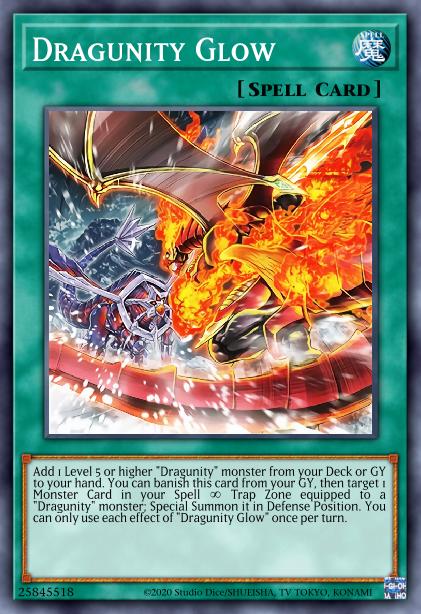 DRAGUNITY GLOW
SPELL
魔
[SPELL CARD]
Add 1 Level 5 or higher "Dragunity" monster from your Deck or GY
to your hand. You can banish this card from your GY, then target 1
Monster Card in your Spell ∞ Trap Zone equipped to a
"Dragunity" monster; Special Summon it in Defense Position. You
can only use each effect of "Dragunity Glow" once per turn.
25845518
©2020 Studio Dice/SHUEISHA, TV TOKYO, KONAMI